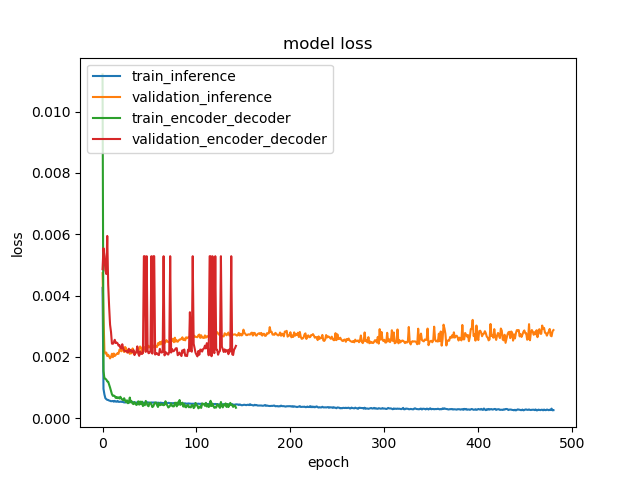 model loss
train_inference
validation_inference
train_encoder_decoder
validation_encoder_decoder
0.010
0.008
0.006
0.004
0.002
0.000
loss
0 100 200 300 400 500
epoch